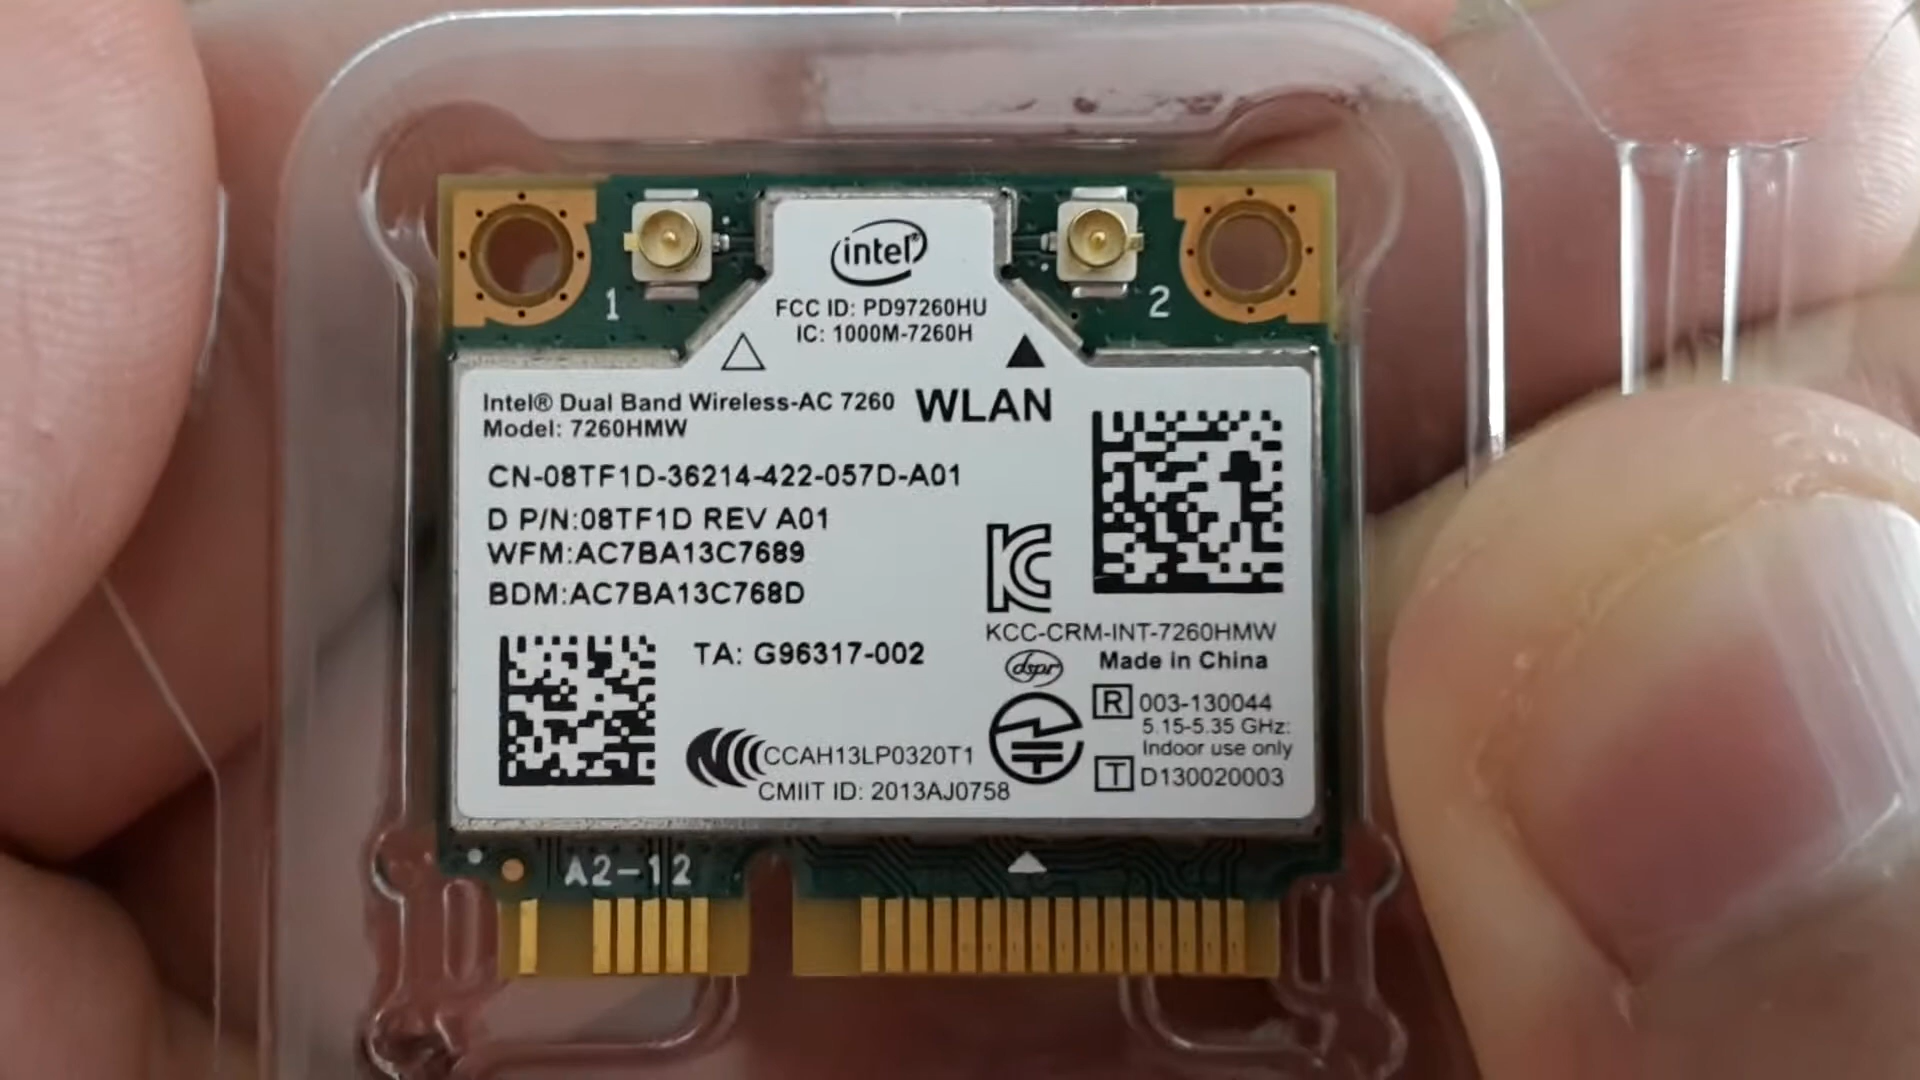 intel®
1
2
FCC ID: PD97260HU
IC: 1000M-7260H
Intel® Dual Band Wireless-AC 7260
WLAN
Model: 7260HMW
CN-08TF1D-36214-422-057D-A01
D P/N:08TF1D REV A01
WFM:AC7BA13C7689
BDM:AC7BA13C768D
KC
KCC-CRM-INT-7260HMW
TA: G96317-002
dspr
Made in China
R 003-130044
5.15-5.35 GHz:
Indoor use only
T D130020003
CCAH13LP0320T1
CMIIT ID: 2013AJ0758
A2-12